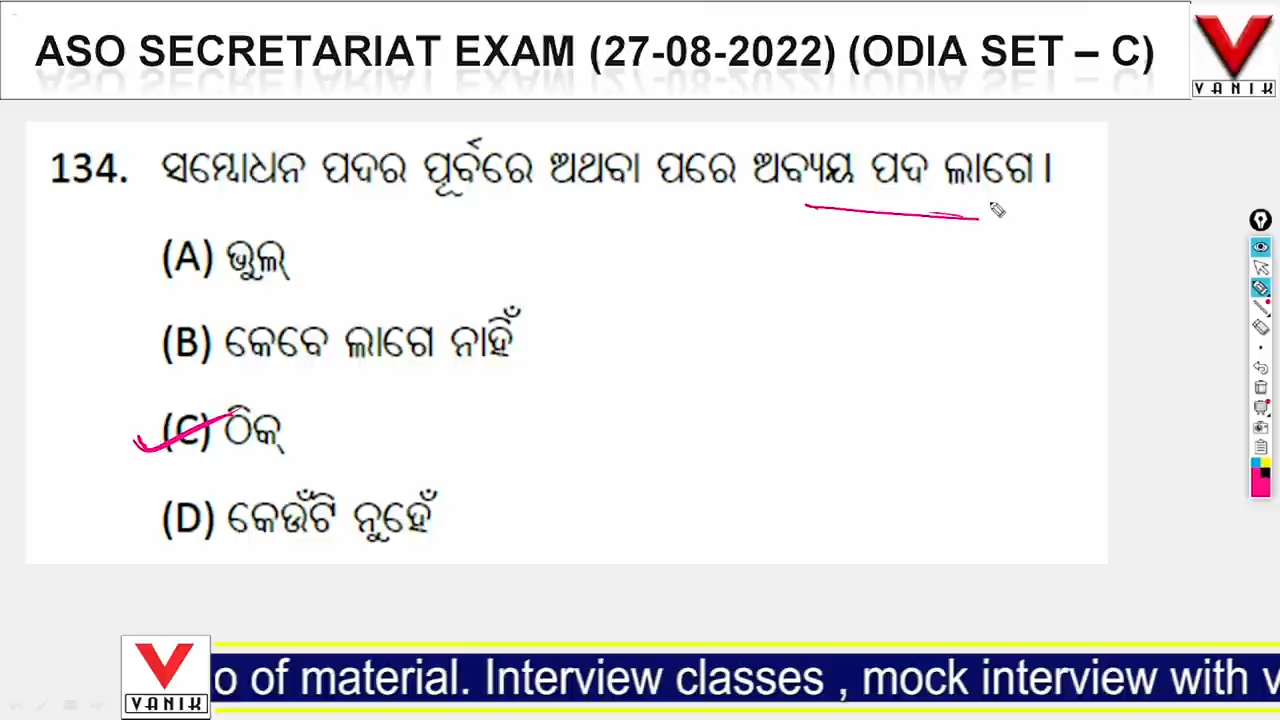 ASO SECRETARIAT EXAM (27-08-2022) (ODIA SET – C)
VANIK
134. ସମ୍ବୋଧନ ପଦର ପୂର୍ବରେ ଅଥବା ପରେ ଅବ୍ୟୟ ପଦ ଲାଗେ ।
(A) ଭୁଲ୍
(B) କେବେ ଲାଗେ ନାହିଁ
(C) ଠିକ୍
(D) କେଉଁଟି ନୁହେଁ
o of material. Interview classes , mock interview with v
VANIK